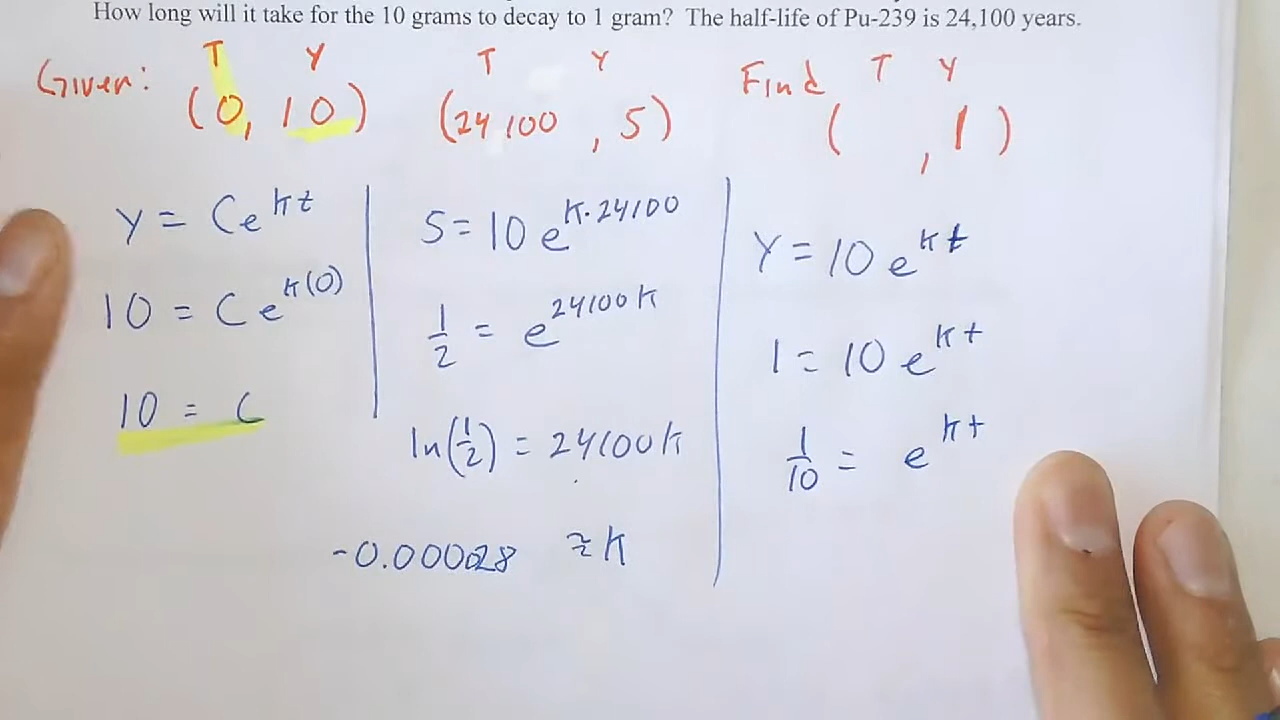 How long will it take for the 10 grams to decay to 1 gram? The half-life of Pu-239 is 24,100 years.
Given: T Y T Y Find T Y
(0, 10) (24100, 5) ( , 1)
y = Ce^kt
10 = Ce^k(0)
10 = C
5 = 10e^k·24100
1/2 = e^24100k
ln(1/2) = 24100k
-0.000028 ≈ k
y = 10e^kt
1 = 10e^kt
1/10 = e^kt